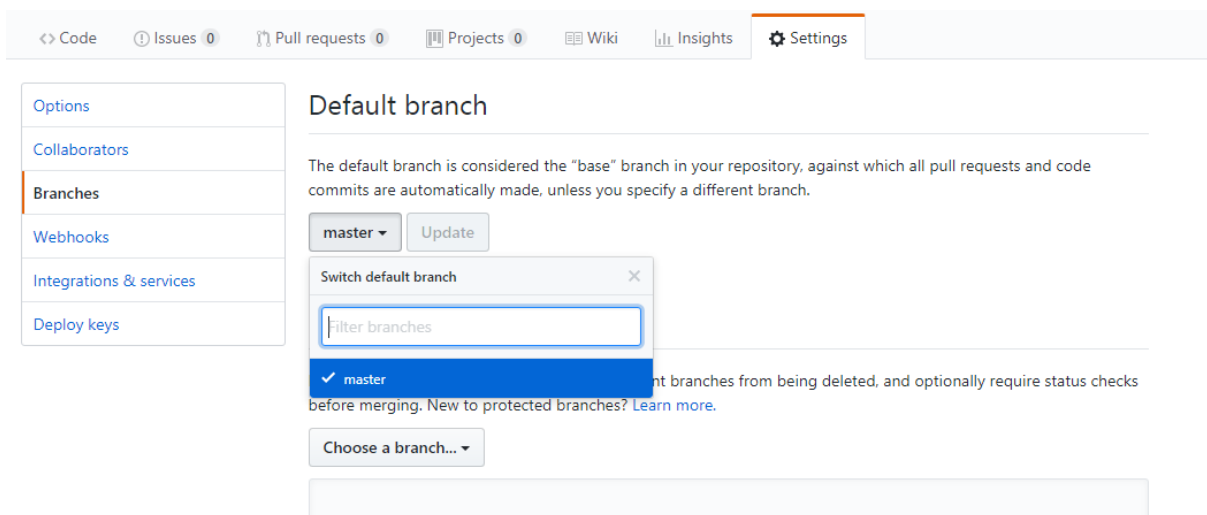 <> Code Issues 0 Pull requests 0 Projects 0 Wiki Insights Settings
Options
Collaborators
Branches
Webhooks
Integrations & services
Deploy keys
Default branch
The default branch is considered the “base” branch in your repository, against which all pull requests and code
commits are automatically made, unless you specify a different branch.
master Update
Switch default branch
Filter branches
master
branches from being deleted, and optionally require status checks
before merging. New to protected branches? Learn more.
Choose a branch...